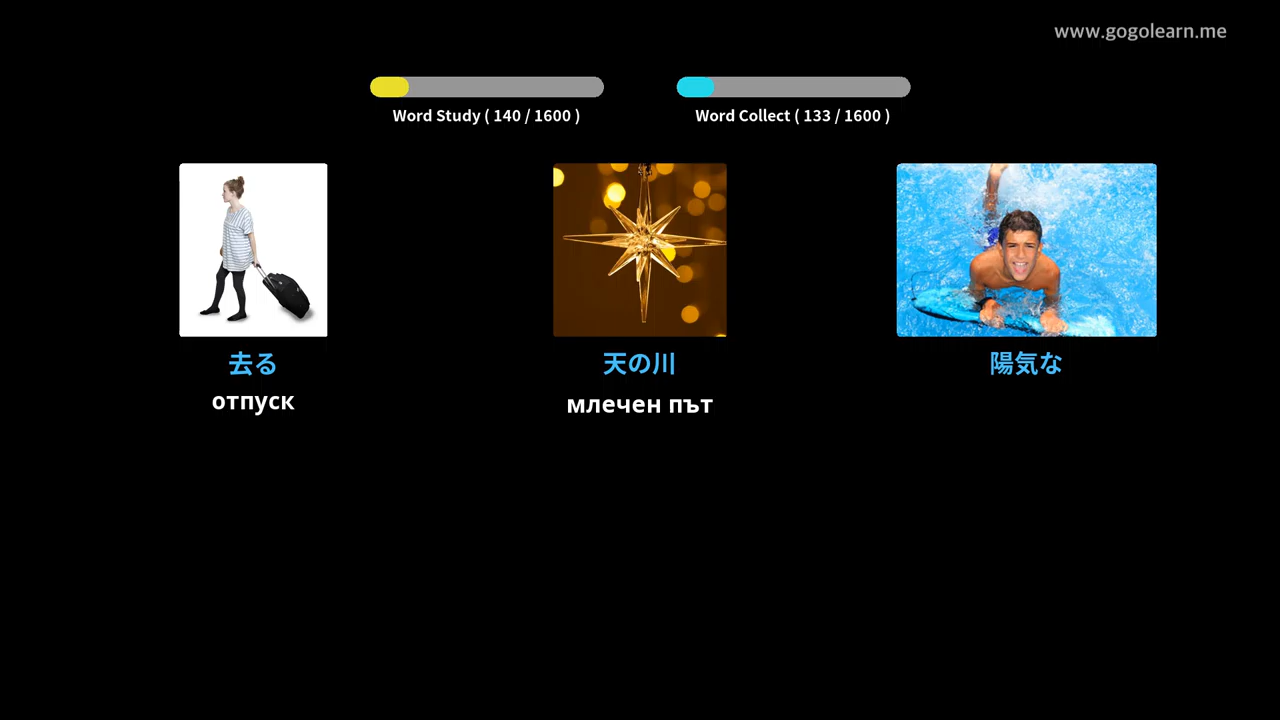 www.gogolearn.me
Word Study ( 140 / 1600 )
Word Collect ( 133 / 1600 )
去る
天の川
陽気な
отпуск
млечен път